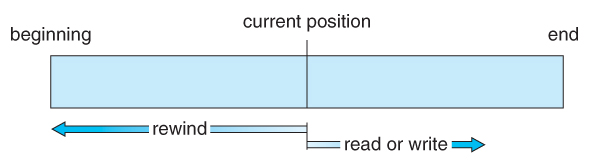 current position
beginning
end
rewind
read or write